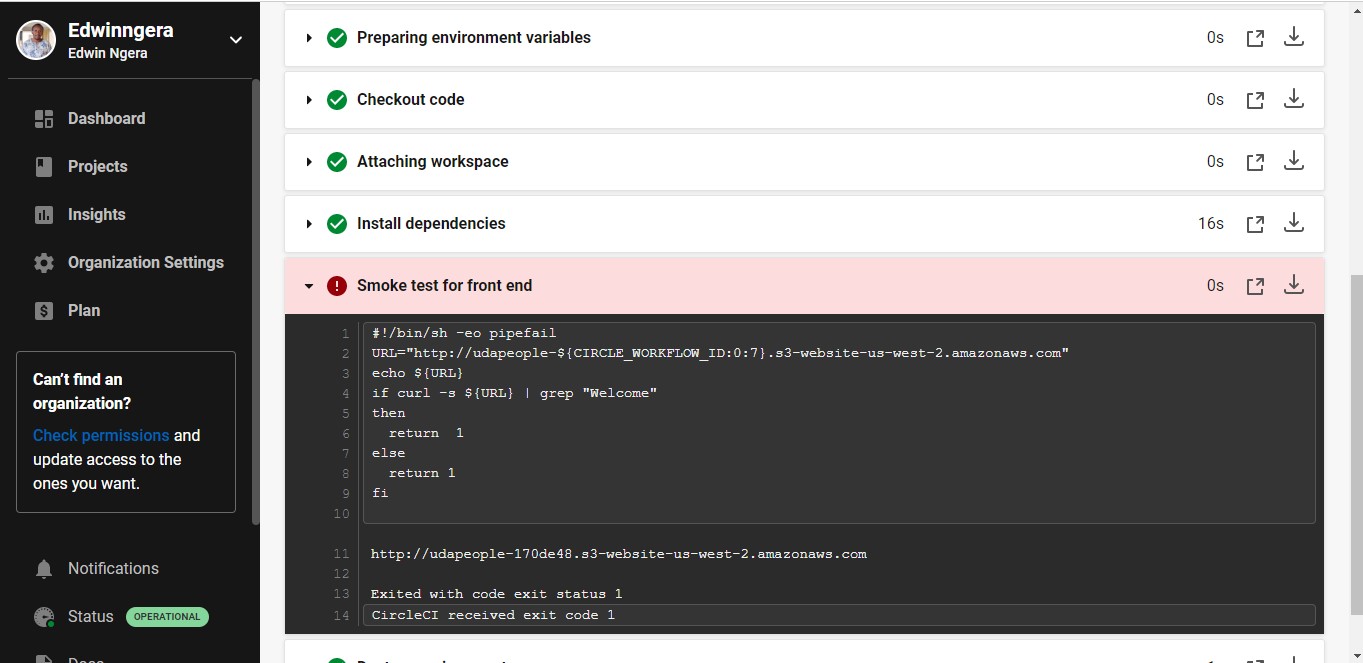 Edwinngera
Edwin Ngera
Dashboard
Projects
Insights
Organization Settings
Plan
Can't find an
organization?
Check permissions and
update access to the
ones you want.
Notifications
Status OPERATIONAL
Docs
Preparing environment variables 0s
Checkout code 0s
Attaching workspace 0s
Install dependencies 16s
Smoke test for front end 0s
1 #!/bin/sh -eo pipefail
2 URL="http://udapeople-${CIRCLE_WORKFLOW_ID:0:7}.s3-website-us-west-2.amazonaws.com"
3 echo ${URL}
4 if curl -s ${URL} | grep "Welcome"
5 then
6 return  1
7 else
8 return 1
9 fi
10
11 http://udapeople-170de48.s3-website-us-west-2.amazonaws.com
12
13 Exited with code exit status 1
14 CircleCI received exit code 1